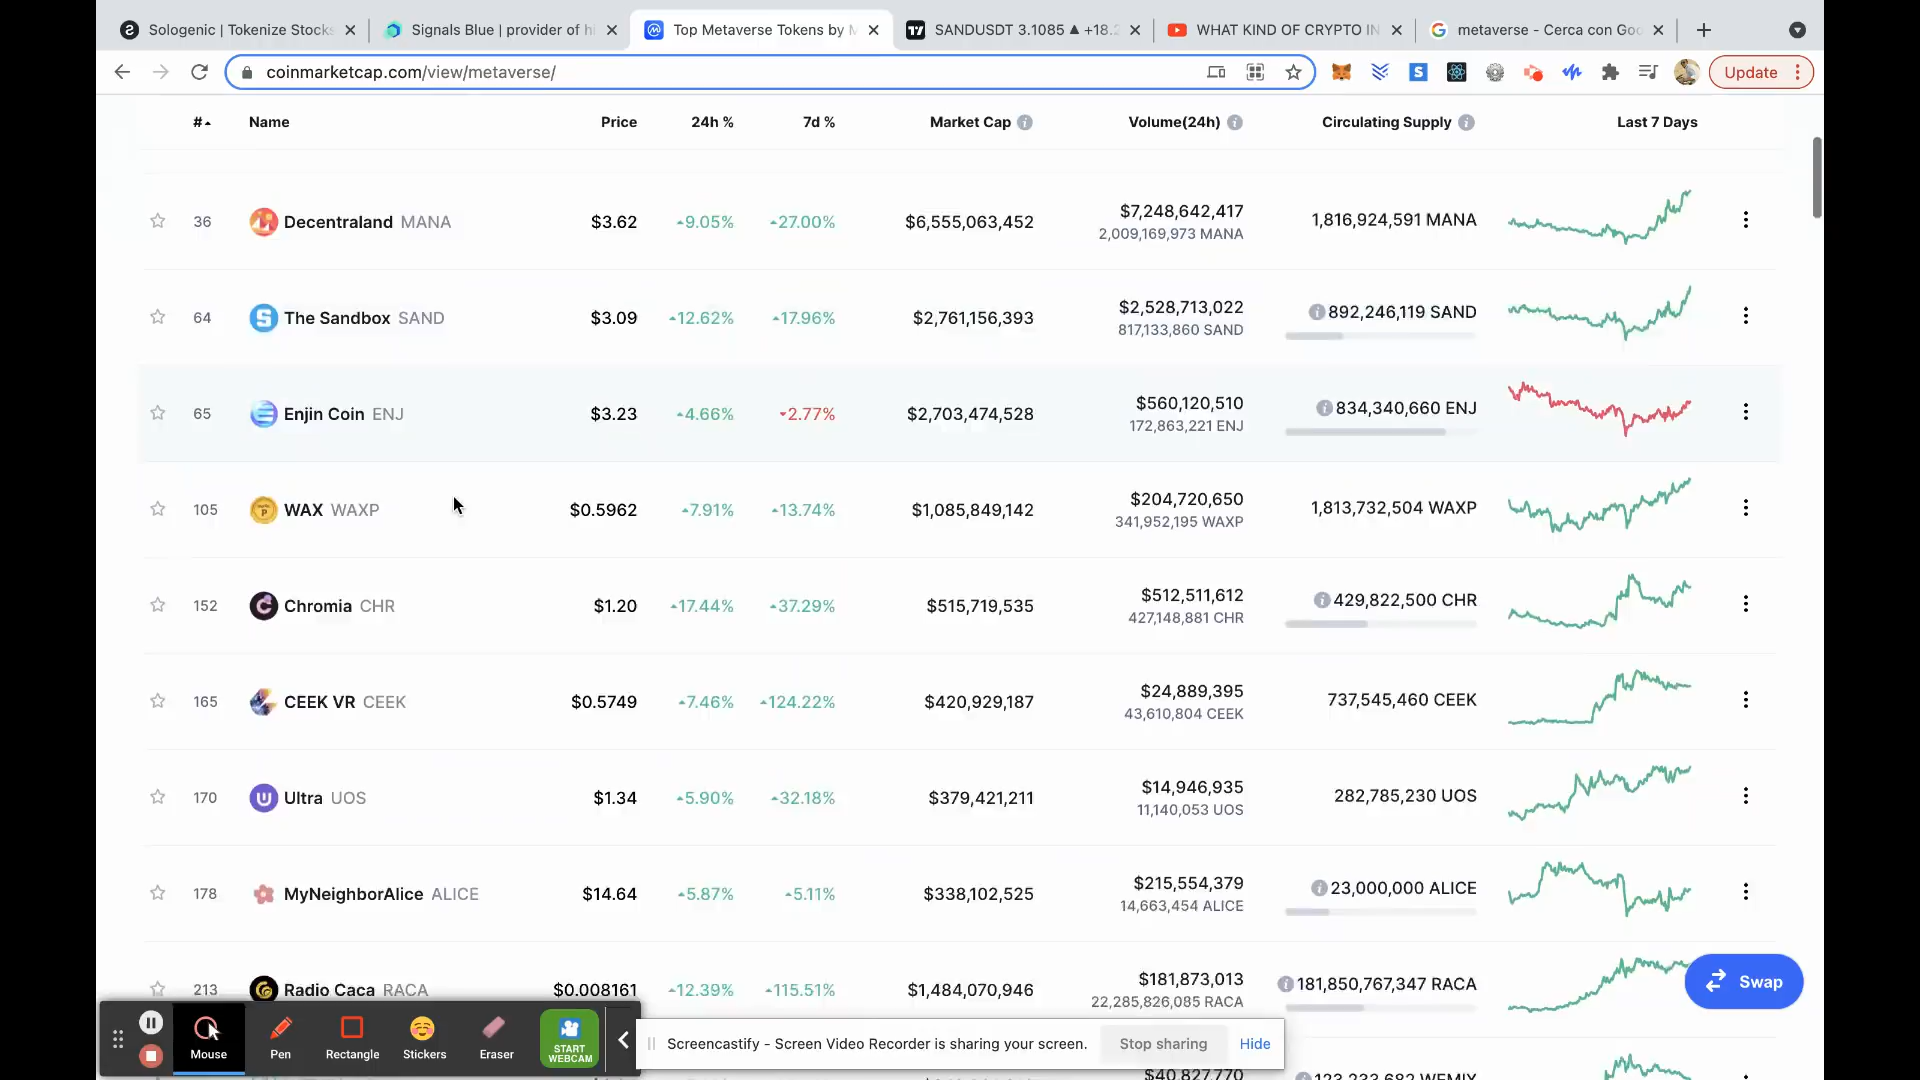 Sologenic | Tokenize Stocks
Signals Blue | provider of hi
Top Metaverse Tokens by M
SANDUSDT 3.1085 ▲ +18.2
WHAT KIND OF CRYPTO IN
metaverse - Cerca con Goo
coinmarketcap.com/view/metaverse/
Update
# Name Price 24h % 7d % Market Cap Volume(24h) Circulating Supply Last 7 Days
36 Decentraland MANA $3.62 9.05% 27.00% $6,555,063,452 $7,248,642,417 1,816,924,591 MANA
2,009,169,973 MANA
64 The Sandbox SAND $3.09 12.62% 17.96% $2,761,156,393 $2,528,713,022 892,246,119 SAND
817,133,860 SAND
65 Enjin Coin ENJ $3.23 4.66% 2.77% $2,703,474,528 $560,120,510 834,340,660 ENJ
172,863,221 ENJ
105 WAX WAXP $0.5962 7.91% 13.74% $1,085,849,142 $204,720,650 1,813,732,504 WAXP
341,952,195 WAXP
152 Chromia CHR $1.20 17.44% 37.29% $515,719,535 $512,511,612 429,822,500 CHR
427,148,881 CHR
165 CEEK VR CEEK $0.5749 7.46% 124.22% $420,929,187 $24,889,395 737,545,460 CEEK
43,610,804 CEEK
170 Ultra UOS $1.34 5.90% 32.18% $379,421,211 $14,946,935 282,785,230 UOS
11,140,053 UOS
178 MyNeighborAlice ALICE $14.64 5.87% 5.11% $338,102,525 $215,554,379 23,000,000 ALICE
14,663,454 ALICE
213 Radio Caca RACA $0.008161 12.39% 115.51% $1,484,070,946 $181,873,013 181,850,767,347 RACA
22,285,826,085 RACA
Swap
$40,827,770 123,233,682 WEMIX
Mouse
Pen
Rectangle
Stickers
Eraser
START
WEBCAM
Screencastify - Screen Video Recorder is sharing your screen.
Stop sharing
Hide